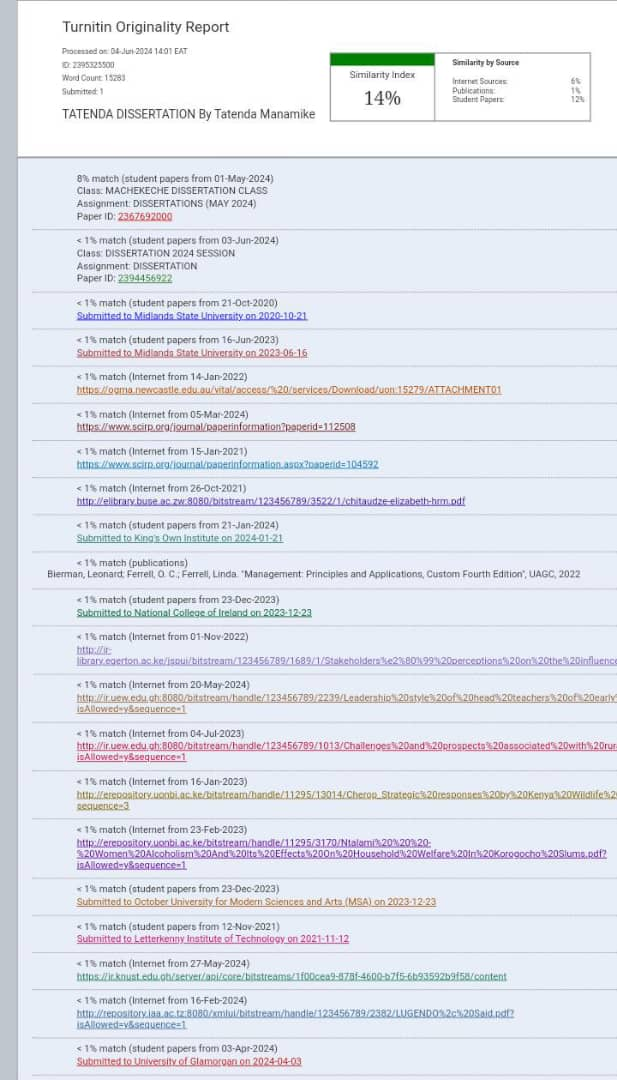 Turnitin Originality Report
Processed on: 04-Jun-2024 14:01 EAT
ID: 2395325500
Word Count: 15283
Submitted: 1
TATENDA DISSERTATION By Tatenda Manamike
Similarity Index
14%
Similarity by Source
Internet Sources: 6%
Publications: 1%
Student Papers: 12%
8% match (student papers from 01-May-2024)
Class: MACHEKECHE DISSERTATION CLASS
Assignment: DISSERTATIONS (MAY 2024)
Paper ID: 2367692000
< 1% match (student papers from 03-Jun-2024)
Class: DISSERTATION 2024 SESSION
Assignment: DISSERTATION
Paper ID: 2394456922
< 1% match (student papers from 21-Oct-2020)
Submitted to Midlands State University on 2020-10-21
< 1% match (student papers from 16-Jun-2023)
Submitted to Midlands State University on 2023-06-16
< 1% match (Internet from 14-Jan-2022)
https://ogma.newcastle.edu.au/vital/access/%20/services/Download/uon:15279/ATTACHMENT01
< 1% match (Internet from 05-Mar-2024)
https://www.scirp.org/journal/paperinformation?paperid=112508
< 1% match (Internet from 15-Jan-2021)
https://www.scirp.org/journal/paperinformation.aspx?paperid=104592
< 1% match (Internet from 26-Oct-2021)
http://elibrary.buse.ac.zw:8080/bitstream/123456789/3522/1/chitaudze-elizabeth-hrm.pdf
< 1% match (student papers from 21-Jan-2024)
Submitted to King's Own Institute on 2024-01-21
< 1% match (publications)
Bierman, Leonard; Ferrell, O. C.; Ferrell, Linda. "Management: Principles and Applications, Custom Fourth Edition", UAGC, 2022
< 1% match (student papers from 23-Dec-2023)
Submitted to National College of Ireland on 2023-12-23
< 1% match (Internet from 01-Nov-2022)
http://ir-
library.egerton.ac.ke/jspui/bitstream/123456789/1689/1/Stakeholders%e2%80%99%20perceptions%20on%20the%20influence
< 1% match (Internet from 20-May-2024)
http://ir.uew.edu.gh:8080/bitstream/handle/123456789/2239/Leadership%20style%20of%20head%20teachers%20of%20early%
isAllowed=y&sequence=1
< 1% match (Internet from 04-Jul-2023)
http://ir.uew.edu.gh:8080/bitstream/handle/123456789/1013/Challenges%20and%20prospects%20associated%20with%20rura
isAllowed=y&sequence=1
< 1% match (Internet from 16-Jan-2023)
http://erepository.uonbi.ac.ke/bitstream/handle/11295/13014/Cherop_Strategic%20responses%20by%20Kenya%20Wildlife%2
sequence=3
< 1% match (Internet from 23-Feb-2023)
http://erepository.uonbi.ac.ke/bitstream/handle/11295/3170/Ntalami%20%20%20-
%20Women%20Alcoholism%20And%20Its%20Effects%20On%20Household%20Welfare%20In%20Korogocho%20Slums.pdf?
isAllowed=y&sequence=1
< 1% match (student papers from 23-Dec-2023)
Submitted to October University for Modern Sciences and Arts (MSA) on 2023-12-23
< 1% match (student papers from 12-Nov-2021)
Submitted to Letterkenny Institute of Technology on 2021-11-12
< 1% match (Internet from 27-May-2024)
https://ir.knust.edu.gh/server/api/core/bitstreams/1f00cea9-878f-4600-b7f5-6b93592b9f58/content
< 1% match (Internet from 16-Feb-2024)
http://repository.iaa.ac.tz:8080/xmlui/bitstream/handle/123456789/2382/LUGENDO%2c%20Said.pdf?
isAllowed=y&sequence=1
< 1% match (student papers from 03-Apr-2024)
Submitted to University of Glamorgan on 2024-04-03